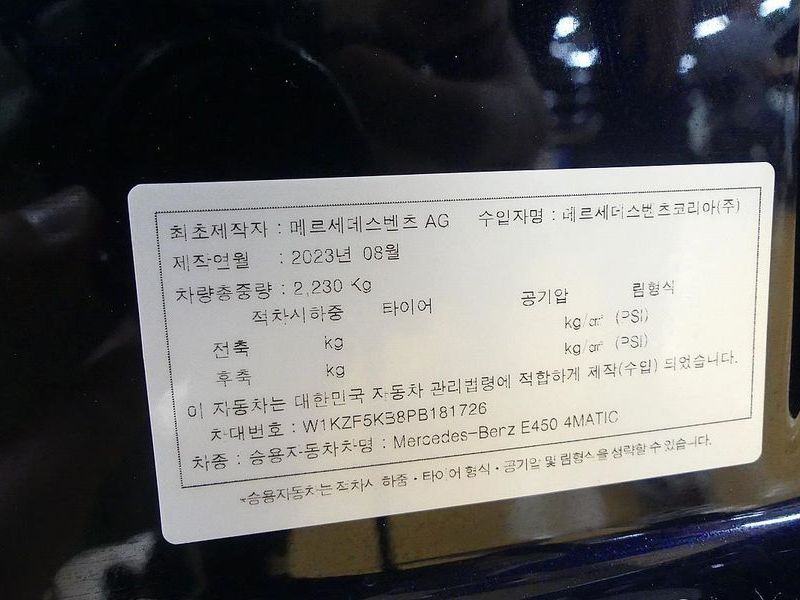 최초제작자 : 메르세데스벤츠 AG 수입자명 : 메르세데스벤츠코리아(주)
제작연월 : 2023년 08월
차량총중량 : 2,230 Kg
적차시하중 타이어 공기압 림형식
전축 kg kg/㎠ (PSI)
후축 kg kg/㎠ (PSI)
이 자동차는 대한민국 자동차 관리법령에 적합하게 제작(수입) 되었습니다.
차대번호 : W1KZF5KB8PB181726
차종 : 승용자동차차명 : Mercedes-Benz E450 4MATIC
*승용자동차는 적차시 하중·타이어 형식·공기압 및 림형식을 생략할 수 있습니다.